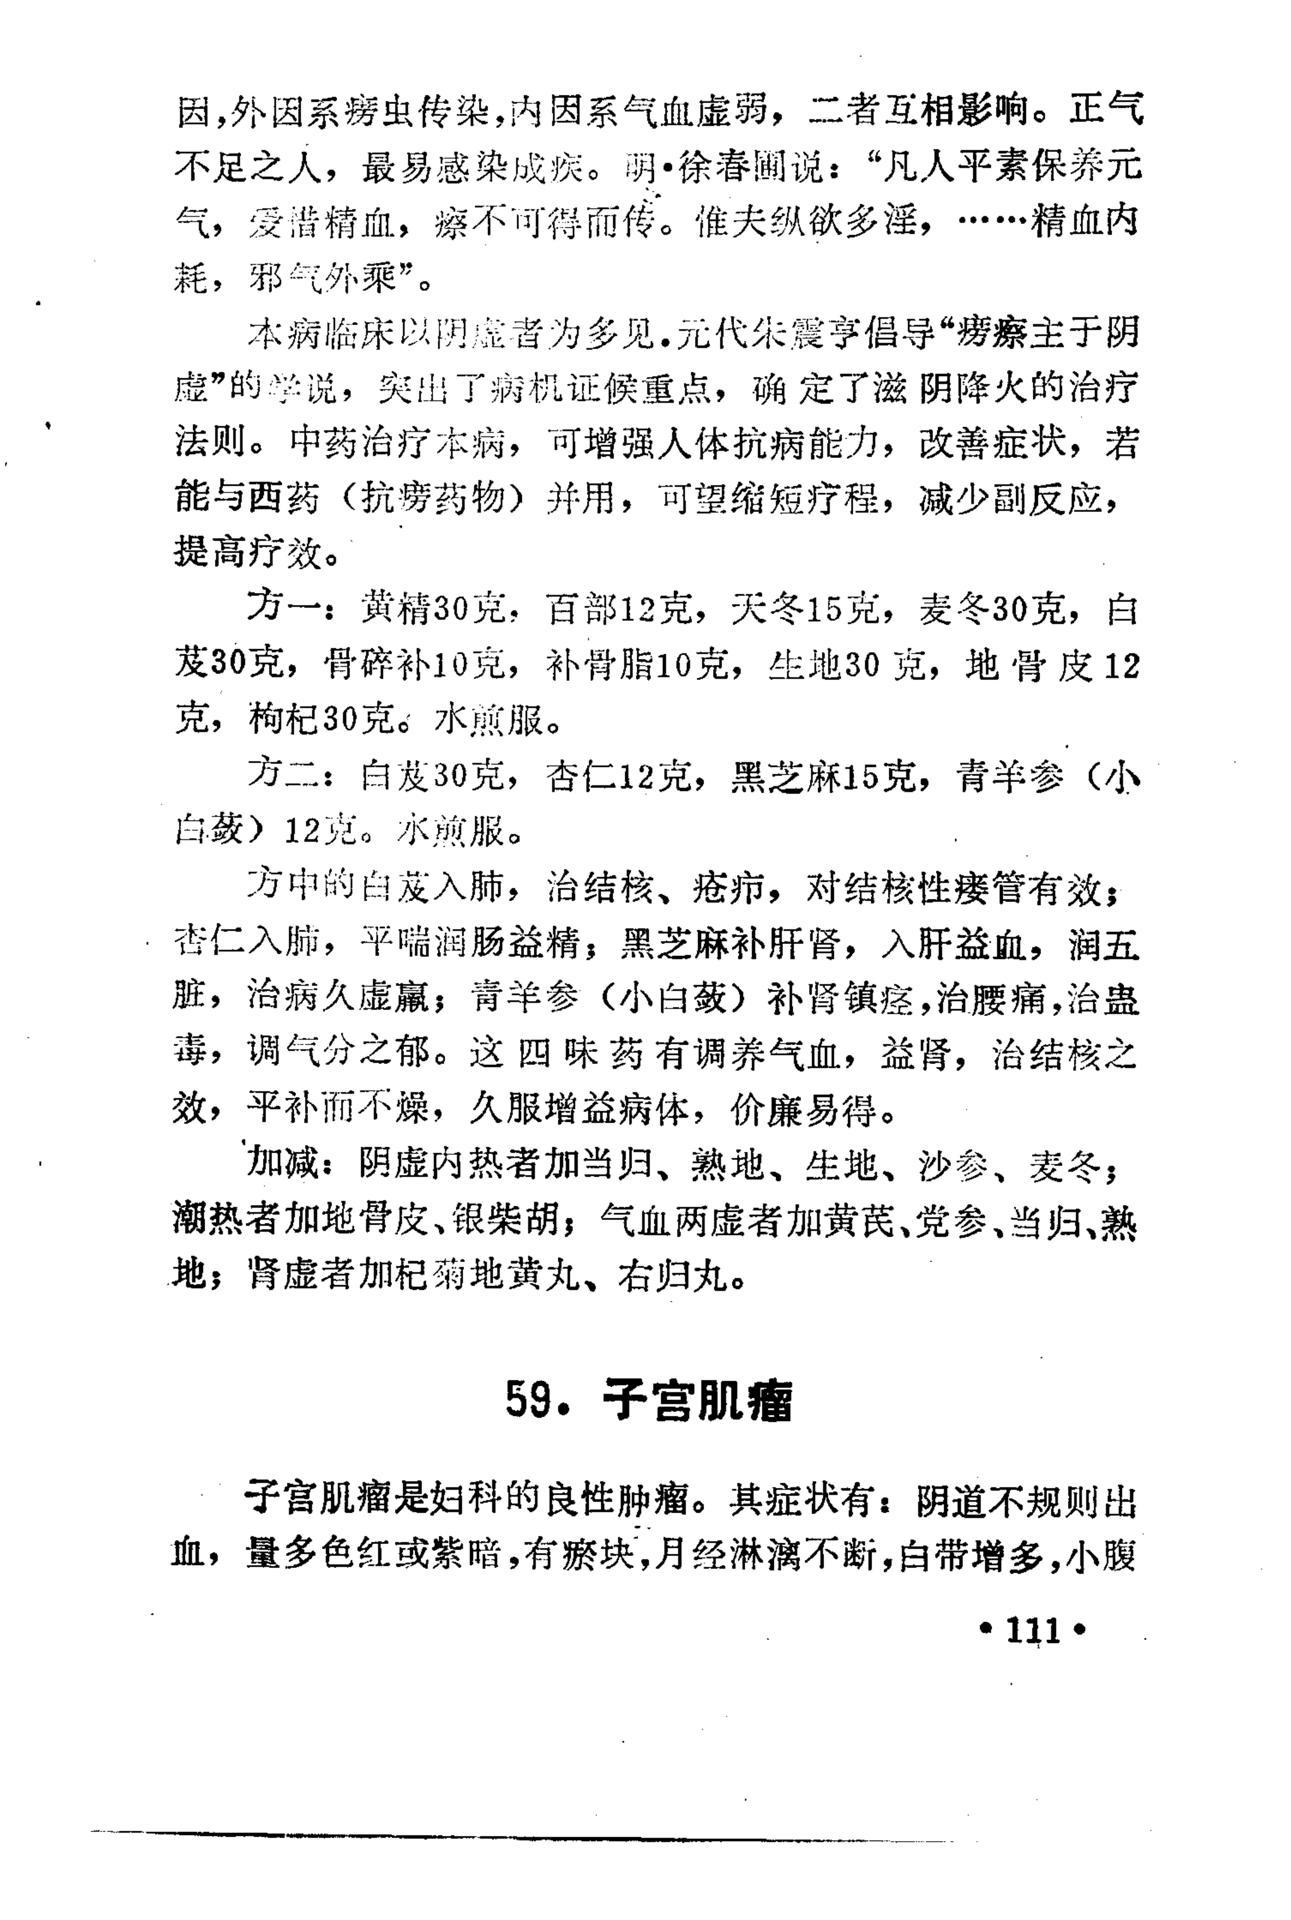 因,外因系痨虫传染,内因系气血虚弱，二者互相影响。正气
不足之人，最易感染成疾。明·徐春圃说：“凡人平素保养元
气，爱惜精血，瘵不可得而传。惟夫纵欲多淫，……精血内
耗，邪气外乘”。
本病临床以阴虚者为多见.元代朱震亨倡导“痨瘵主于阴
虚”的学说，突出了病机证候重点，确定了滋阴降火的治疗
法则。中药治疗本病，可增强人体抗病能力，改善症状，若
能与西药（抗痨药物）并用，可望缩短疗程，减少副反应，
提高疗效。
方一：黄精30克，百部12克，天冬15克，麦冬30克，白
芨30克，骨碎补10克，补骨脂10克，生地30克，地骨皮12
克，枸杞30克。水煎服。
方二：白芨30克，杏仁12克，黑芝麻15克，青羊参（小
白蔹）12克。水煎服。
方中的白芨入肺，治结核、疮疖，对结核性瘘管有效；
杏仁入肺，平喘润肠益精；黑芝麻补肝肾，入肝益血，润五
脏，治病久虚羸；青羊参（小白蔹）补肾镇痉,治腰痛,治蛊
毒，调气分之郁。这四味药有调养气血，益肾，治结核之
效，平补而不燥，久服增益病体，价廉易得。
加减：阴虚内热者加当归、熟地、生地、沙参、麦冬；
潮热者加地骨皮、银柴胡；气血两虚者加黄芪、党参、当归、熟
地；肾虚者加杞菊地黄丸、右归丸。
59．子宫肌瘤
子宫肌瘤是妇科的良性肿瘤。其症状有：阴道不规则出
血，量多色红或紫暗,有瘀块,月经淋漓不断,白带增多,小腹
·111·